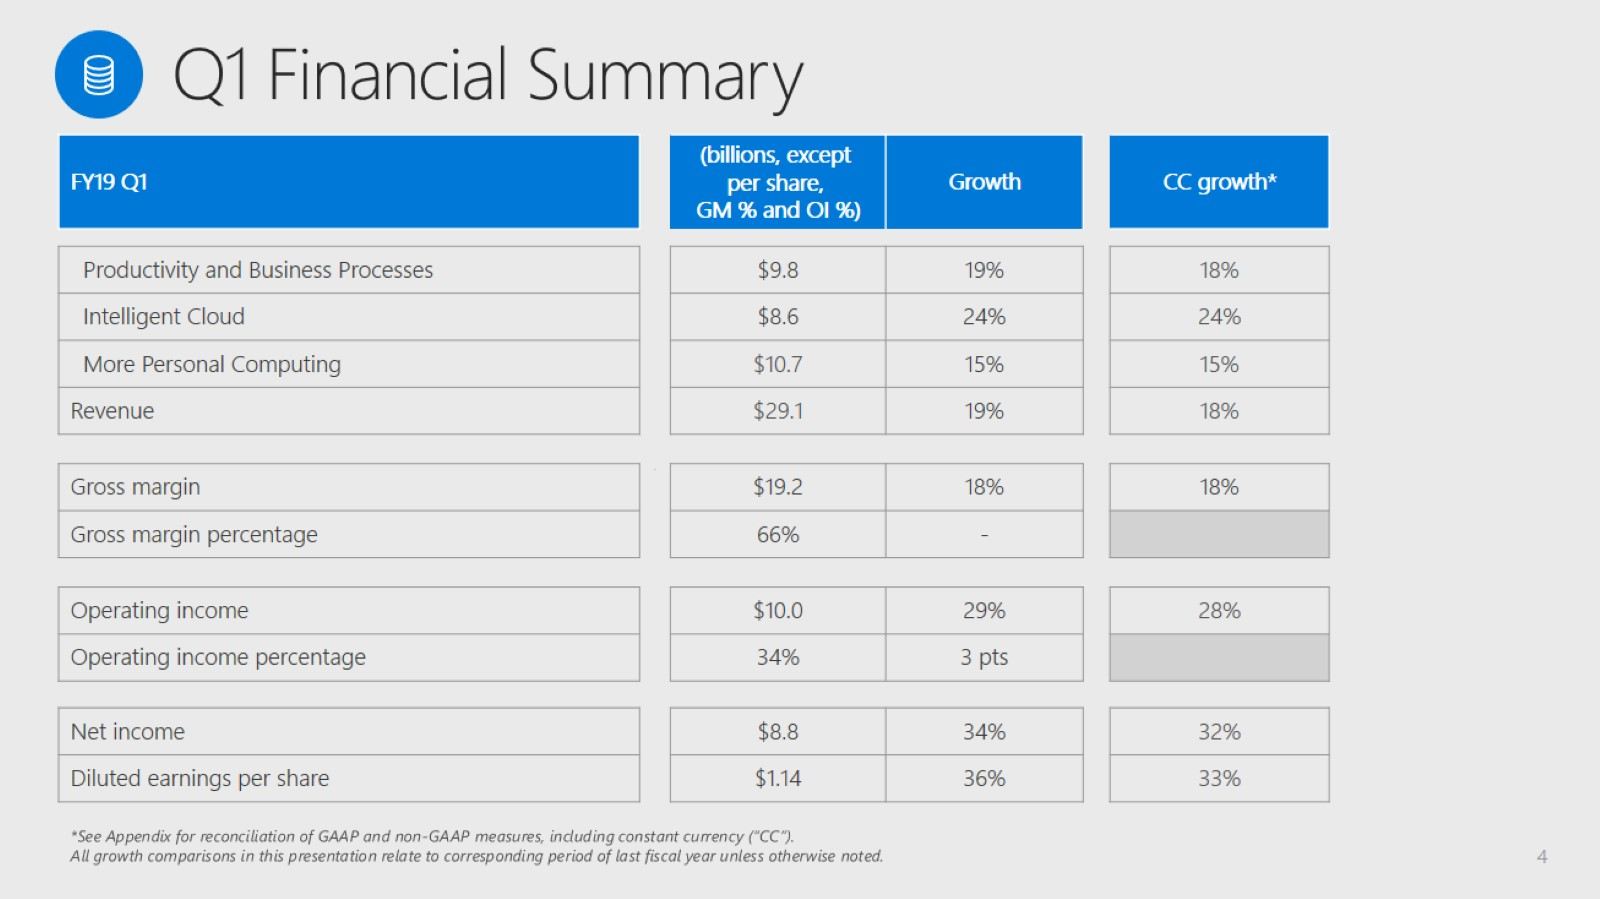 Q1 Financial Summary
FY19 Q1
(billions, except
per share,
GM % and OI %)
Growth
CC growth*
Productivity and Business Processes $9.8 19% 18%
Intelligent Cloud $8.6 24% 24%
More Personal Computing $10.7 15% 15%
Revenue $29.1 19% 18%
Gross margin $19.2 18% 18%
Gross margin percentage 66% -
Operating income $10.0 29% 28%
Operating income percentage 34% 3 pts
Net income $8.8 34% 32%
Diluted earnings per share $1.14 36% 33%
*See Appendix for reconciliation of GAAP and non-GAAP measures, including constant currency ("CC").
All growth comparisons in this presentation relate to corresponding period of last fiscal year unless otherwise noted.
4